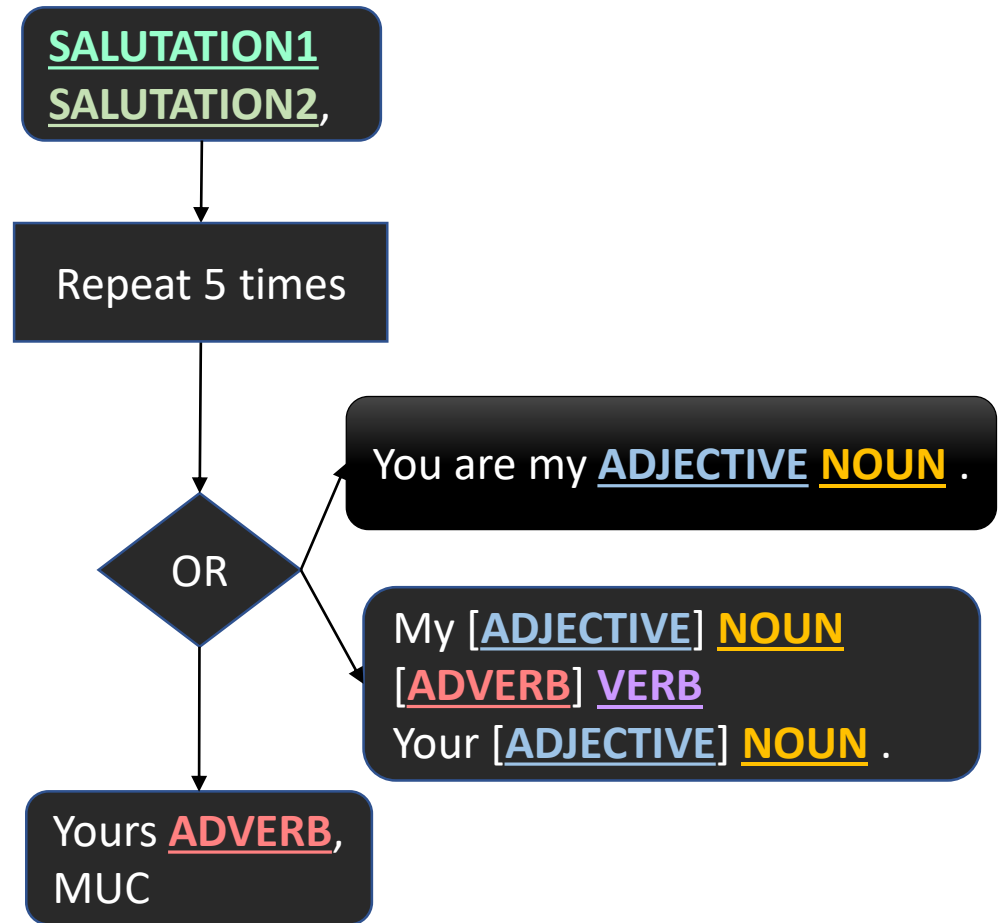 SALUTATION1
SALUTATION2,
Repeat 5 times
OR
You are my ADJECTIVE NOUN .
My [ADJECTIVE] NOUN
[ADVERB] VERB
Your [ADJECTIVE] NOUN .
Yours ADVERB,
MUC